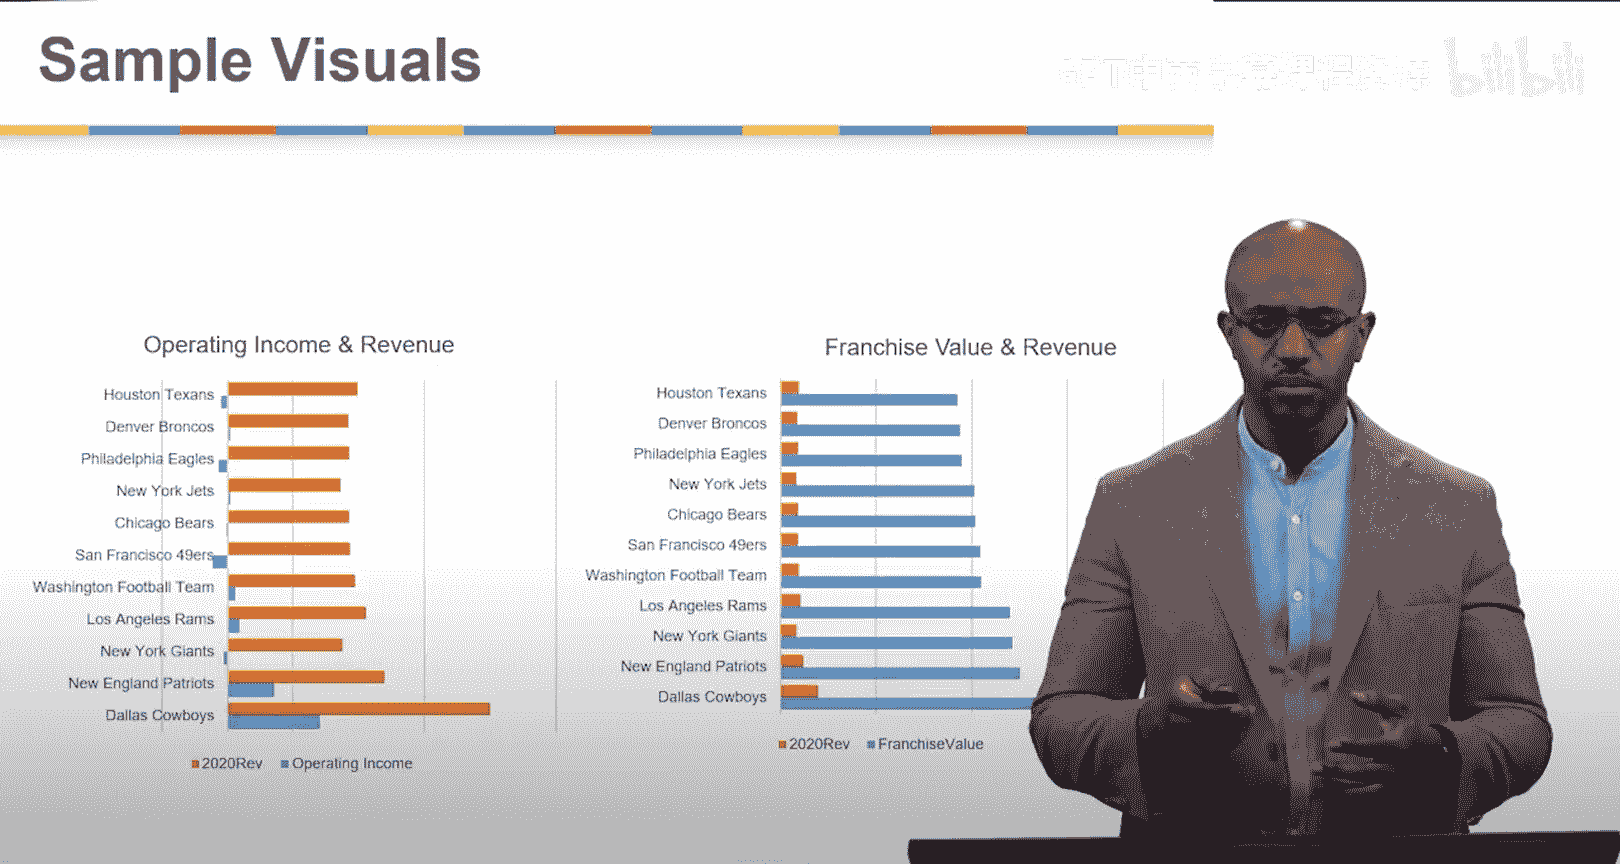 Sample Visuals
bilibili
Operating Income & Revenue
Houston Texans
Denver Broncos
Philadelphia Eagles
New York Jets
Chicago Bears
San Francisco 49ers
Washington Football Team
Los Angeles Rams
New York Giants
New England Patriots
Dallas Cowboys
2020Rev Operating Income
Franchise Value & Revenue
Houston Texans
Denver Broncos
Philadelphia Eagles
New York Jets
Chicago Bears
San Francisco 49ers
Washington Football Team
Los Angeles Rams
New York Giants
New England Patriots
Dallas Cowboys
2020Rev FranchiseValue